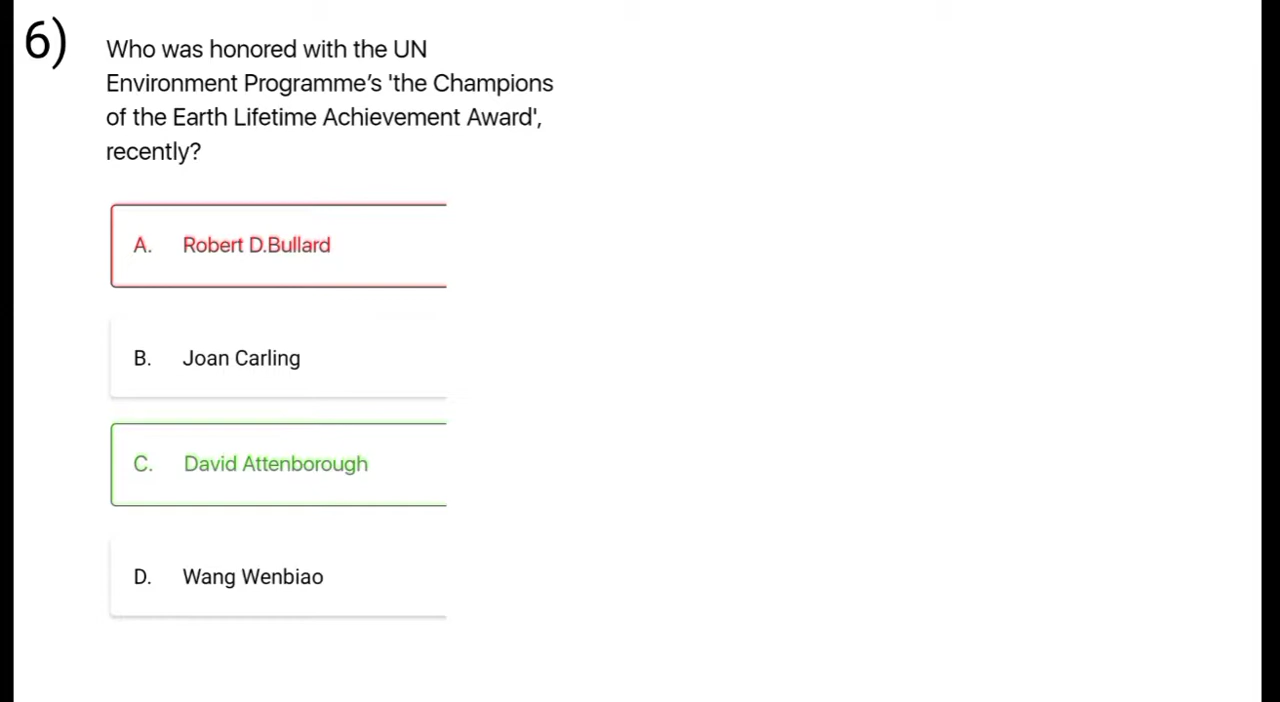 6)
Who was honored with the UN
Environment Programme’s 'the Champions
of the Earth Lifetime Achievement Award',
recently?
A. Robert D.Bullard
B. Joan Carling
C. David Attenborough
D. Wang Wenbiao